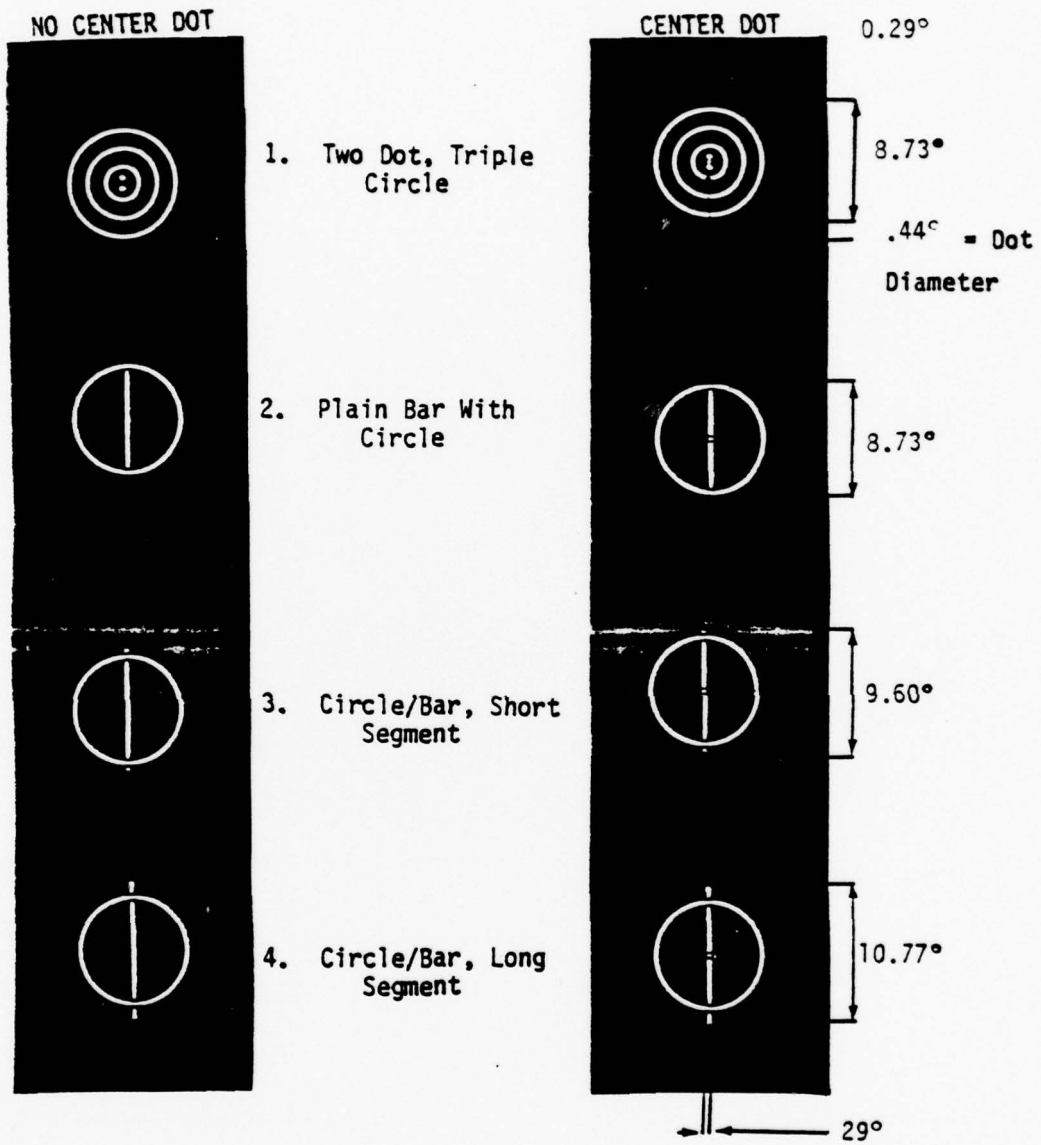 NO CENTER DOT
CENTER DOT
0.29°
1. Two Dot, Triple
Circle
8.73°
.44° = Dot
Diameter
2. Plain Bar With
Circle
8.73°
3. Circle/Bar, Short
Segment
9.60°
4. Circle/Bar, Long
Segment
10.77°
29°